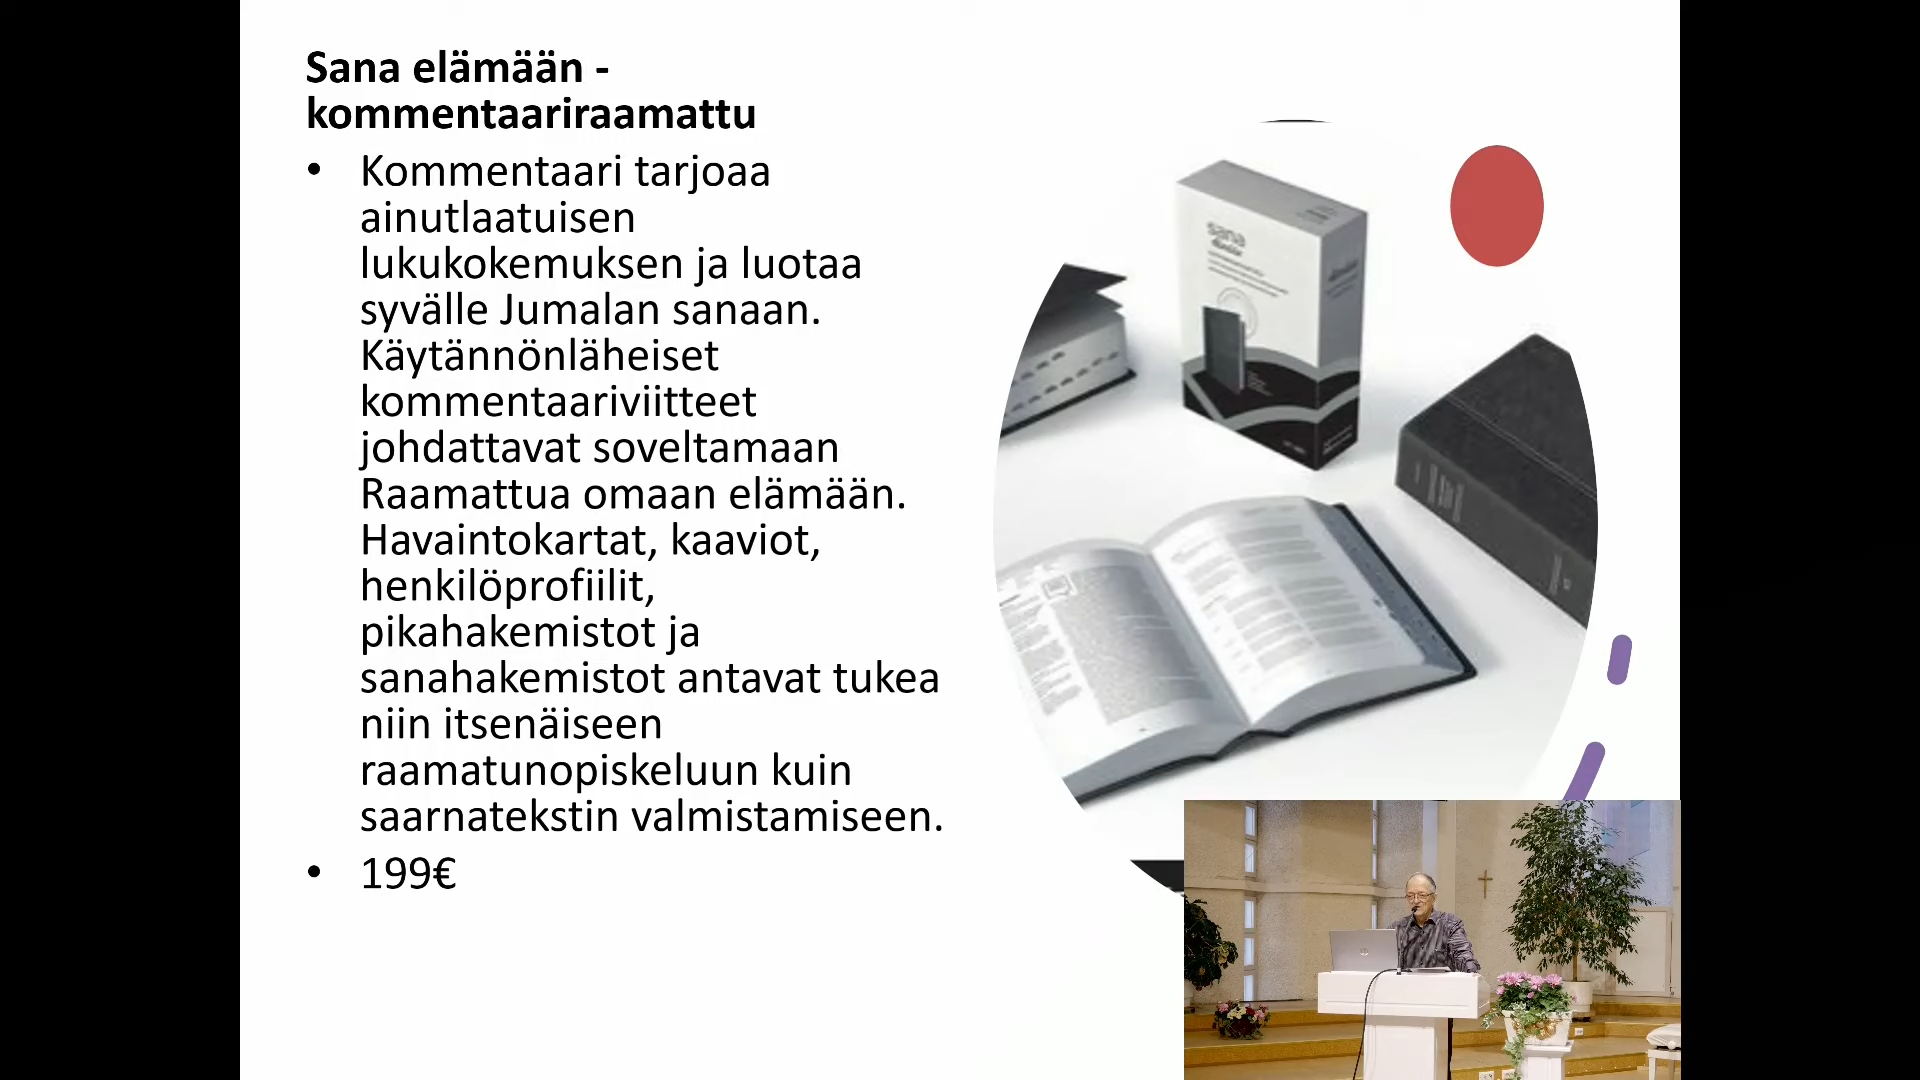 Sana elämään -
kommentaariraamattu
• Kommentaari tarjoaa
ainutlaatuisen
lukukokemuksen ja luotaa
syvälle Jumalan sanaan.
Käytännönläheiset
kommentaariviitteet
johdattavat soveltamaan
Raamattua omaan elämään.
Havaintokartat, kaaviot,
henkilöprofiilit,
pikahakemistot ja
sanahakemistot antavat tukea
niin itsenäiseen
raamatunopiskeluun kuin
saarnatekstin valmistamiseen.
• 199€
sana